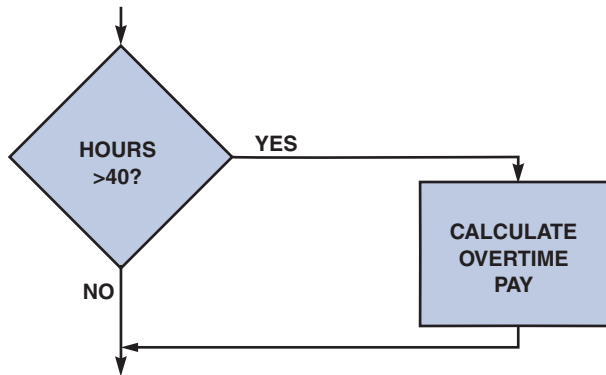 HOURS
>40?
YES
CALCULATE
OVERTIME
PAY
NO